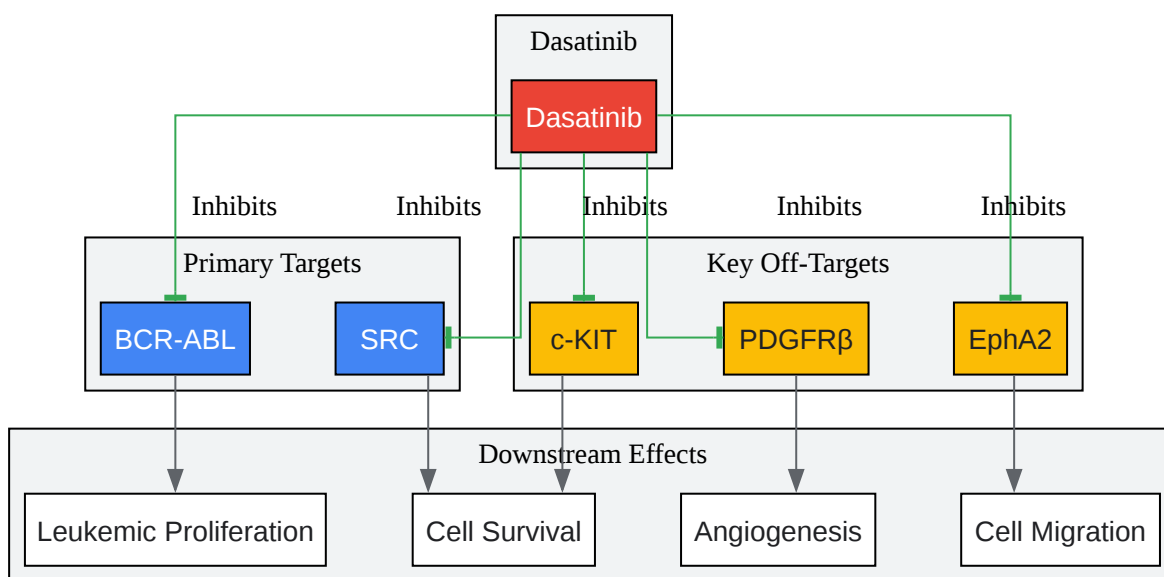 Dasatinib
Dasatinib
Inhibits
Inhibits
Inhibits
Inhibits
Inhibits
Primary Targets
Key Off-Targets
BCR-ABL
SRC
c-KIT
PDGFRβ
EphA2
Downstream Effects
Leukemic Proliferation
Cell Survival
Angiogenesis
Cell Migration